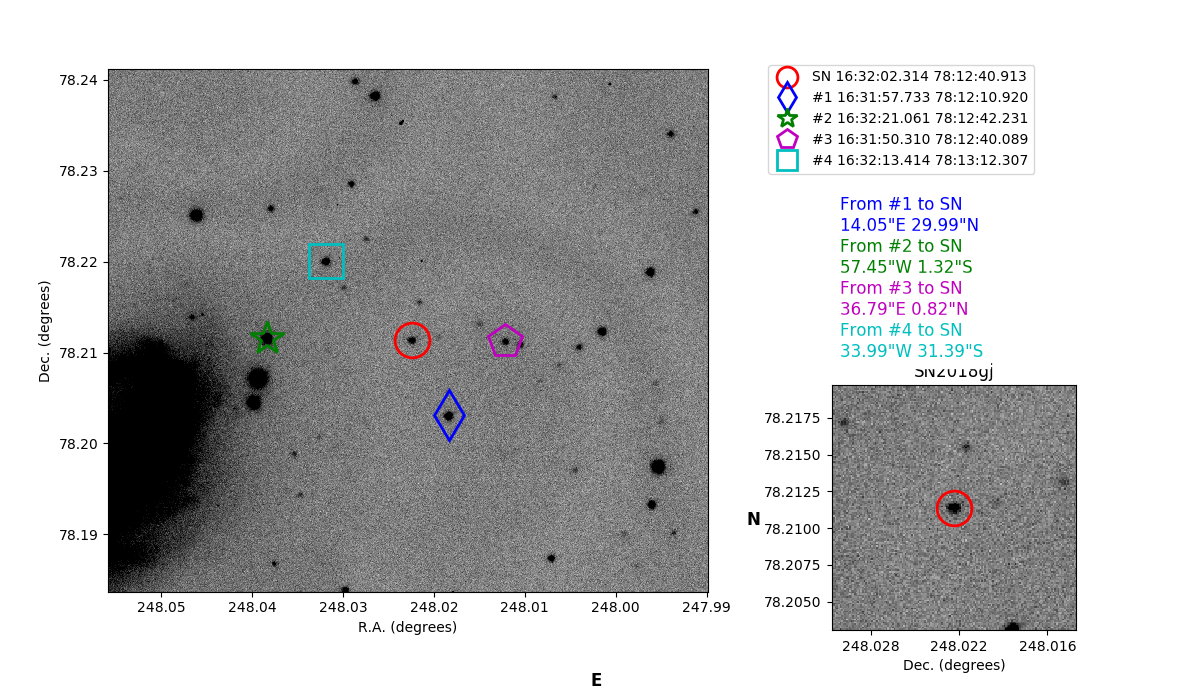 78.24
78.23
78.22
78.21
78.20
78.19
Dec. (degrees)
248.05 248.04 248.03 248.02 248.01 248.00 247.99
R.A. (degrees)
E
SN 16:32:02.314 78:12:40.913
#1 16:31:57.733 78:12:10.920
#2 16:32:21.061 78:12:42.231
#3 16:31:50.310 78:12:40.089
#4 16:32:13.414 78:13:12.307
From #1 to SN
14.05"E 29.99"N
From #2 to SN
57.45"W 1.32"S
From #3 to SN
36.79"E 0.82"N
From #4 to SN
33.99"W 31.39"S
SN2018gj
78.2175
78.2150
78.2125
78.2100
78.2075
78.2050
N
248.028 248.022 248.016
Dec. (degrees)